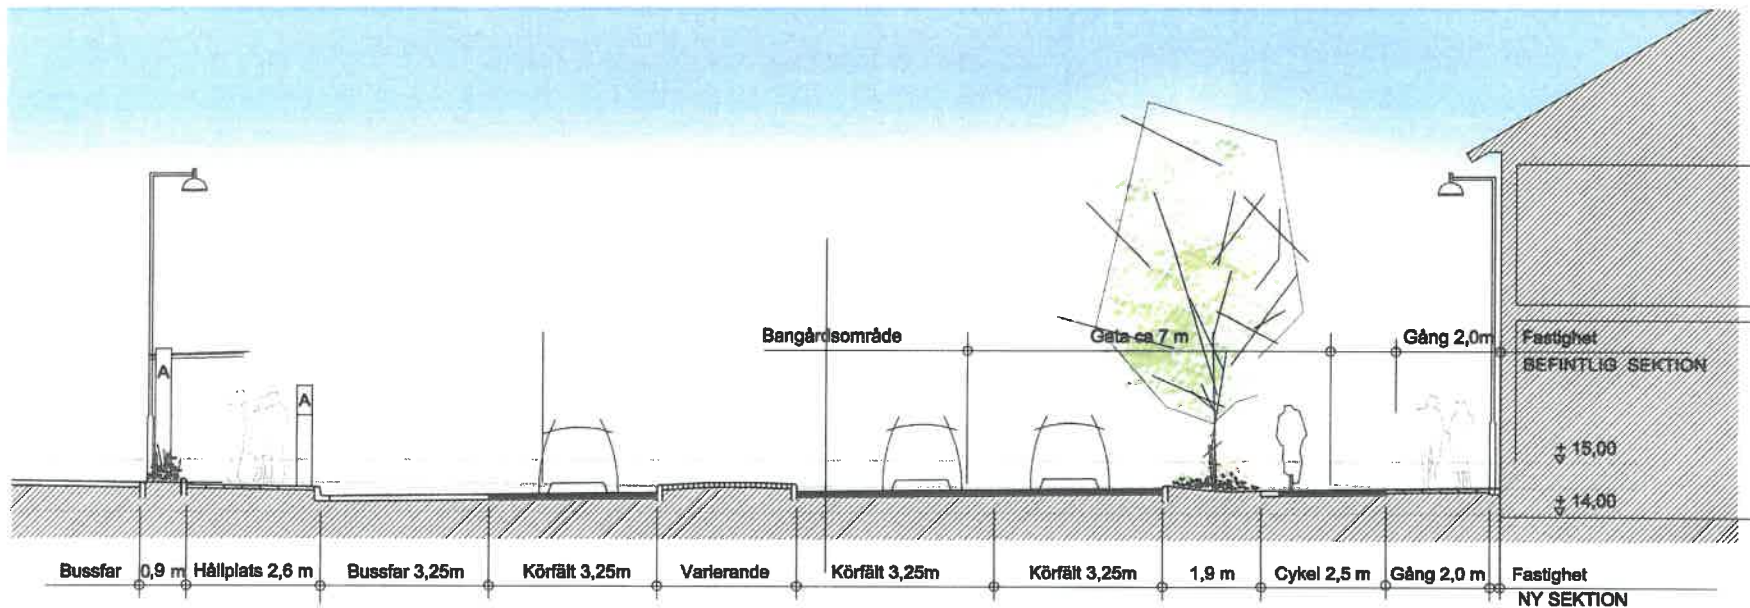 Bangårdsområde
Gata ca 7 m
Gång 2,0m
Fastighet
BEFINTLIG SEKTION
A
A
+ 15,00
+ 14,00
Bussfar
0,9 m
Hållplats 2,6 m
Bussfar 3,25m
Körfält 3,25m
Varierande
Körfält 3,25m
Körfält 3,25m
1,9 m
Cykel 2,5 m
Gång 2,0 m
Fastighet
NY SEKTION